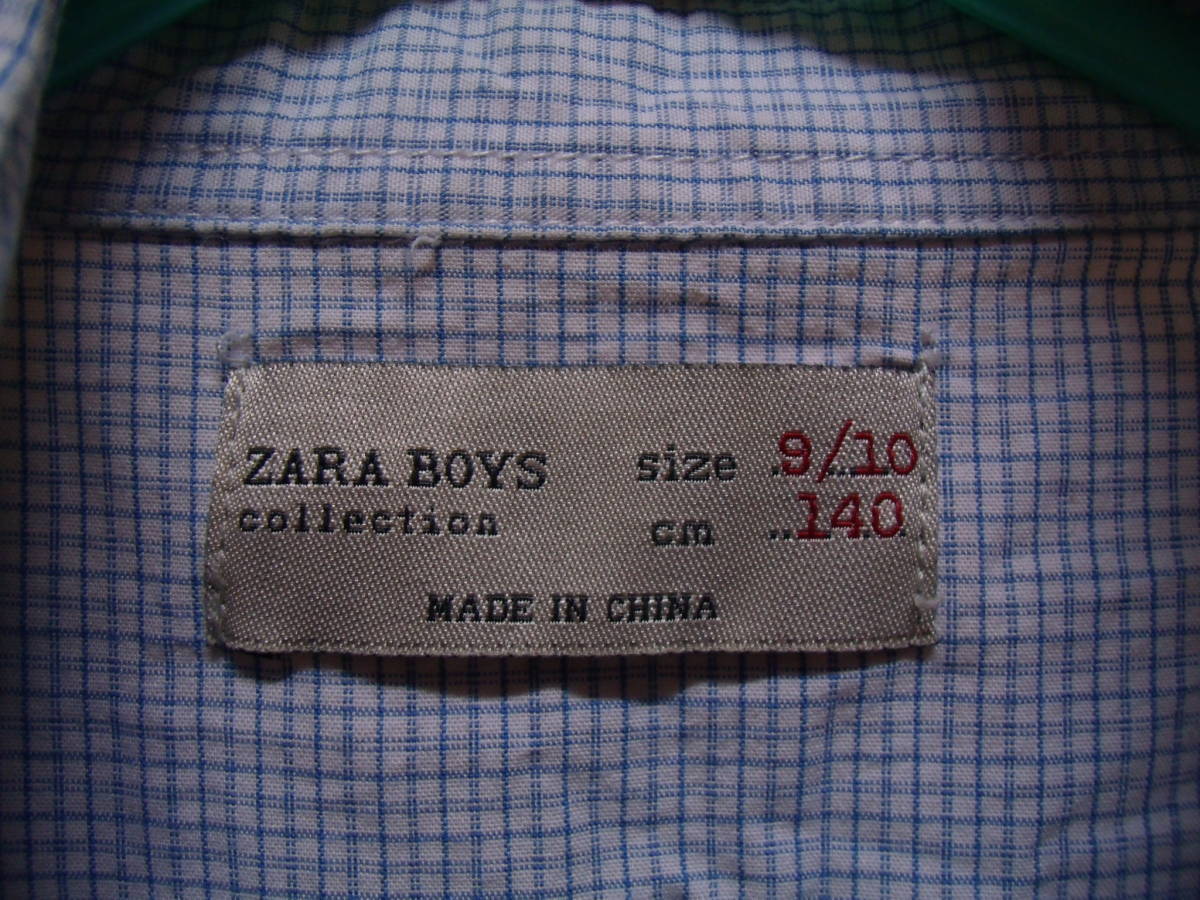 ZARA BOYS size 9/10
collection cm 140
MADE IN CHINA